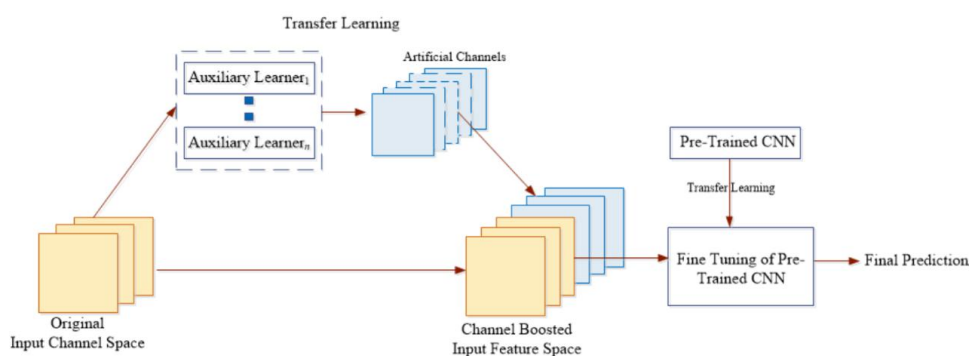 Transfer Learning
Artificial Channels
Auxiliary Learner1
Auxiliary Learnern
Pre-Trained CNN
Transfer Learning
Fine Tuning of Pre-
Trained CNN
Final Prediction
Original
Input Channel Space
Channel Boosted
Input Feature Space